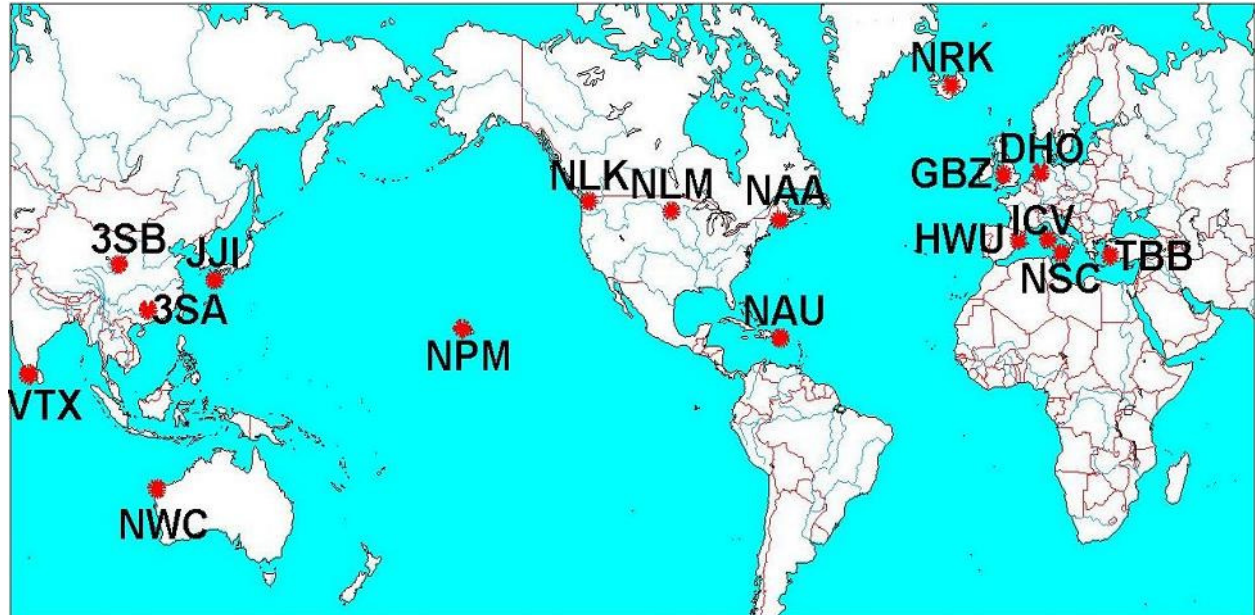 NRK
DHO
GBZ
NLK
NLM
NAA
ICV
HWU
3SB
JJI
TBB
NSC
3SA
NAU
NPM
VTX
NWC